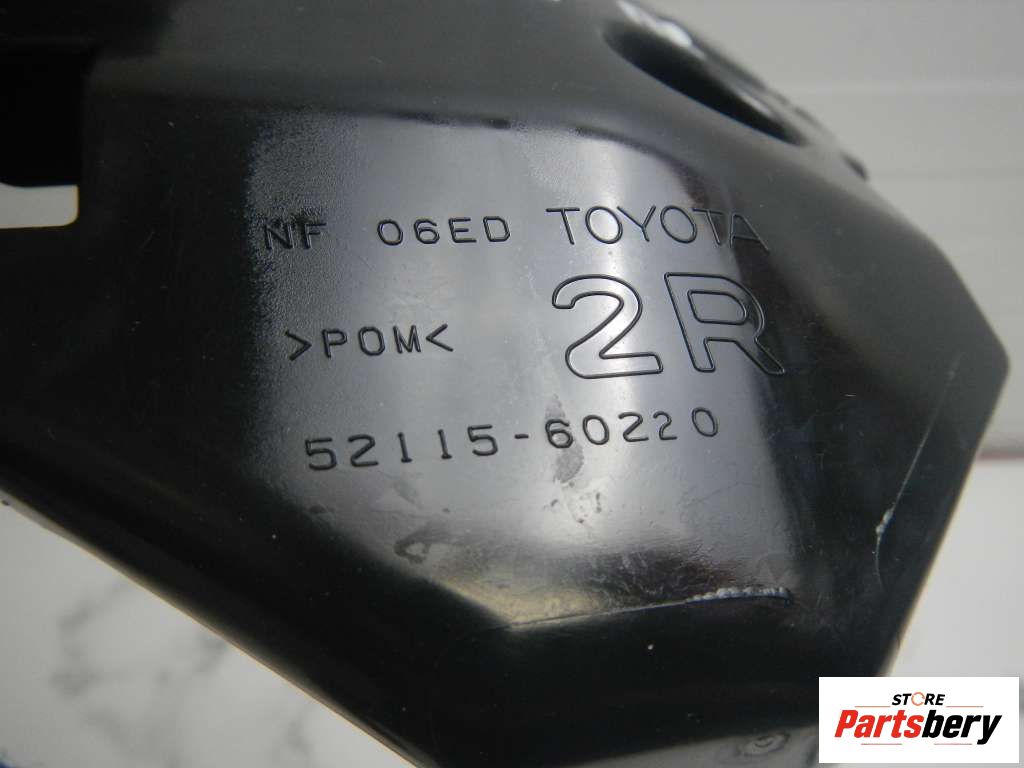 NF 06ED TOYOTA
2R
>POM<
52115-60220
STORE
Partsbery